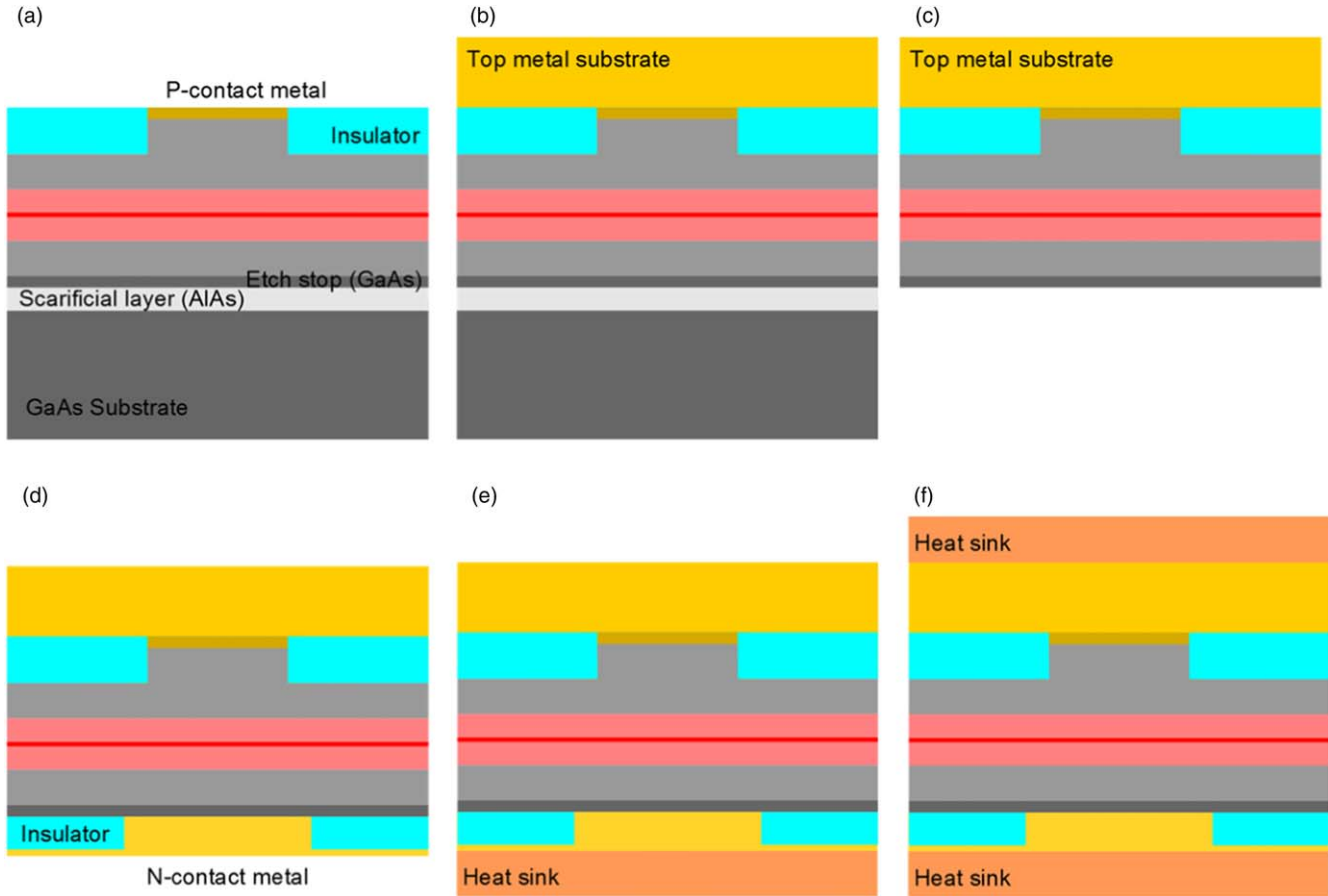 (a)
(b)
(c)
P-contact metal
Insulator
Etch stop (GaAs)
Scarificial layer (AlAs)
GaAs Substrate
Top metal substrate
Top metal substrate
(d)
(e)
(f)
Insulator
N-contact metal
Heat sink
Heat sink
Heat sink